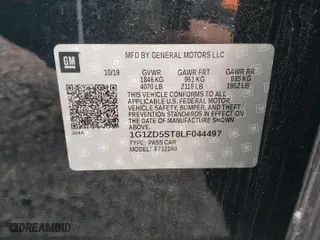 GM
MFD BY GENERAL MOTORS LLC
10/19 GVWR GAWR FRT GAWR RR
1846 KG 961 KG 885 KG
4070 LB 2118 LB 1952 LB
THIS VEHICLE CONFORMS TO ALL
APPLICABLE U.S. FEDERAL MOTOR
VEHICLE SAFETY, BUMPER, AND THEFT
PREVENTION STANDARDS IN EFFECT ON
THE DATE OF MANUFACTURE SHOWN ABOVE.
1G1ZD5ST8LF044497
TYPE: PASS CAR
DREAMBID